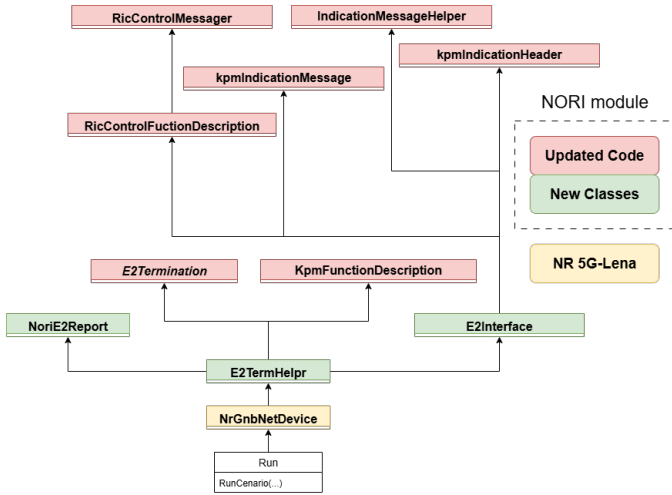 RicControlMessager
IndicationMessageHelper
kpmIndicationHeader
kpmIndicationMessage
NORI module
RicControlFuctionDescription
Updated Code
New Classes
NR 5G-Lena
E2Termination
KpmFunctionDescription
NoriE2Report
E2Interface
E2TermHelpr
NrGnbNetDevice
Run
RunCenario(...)